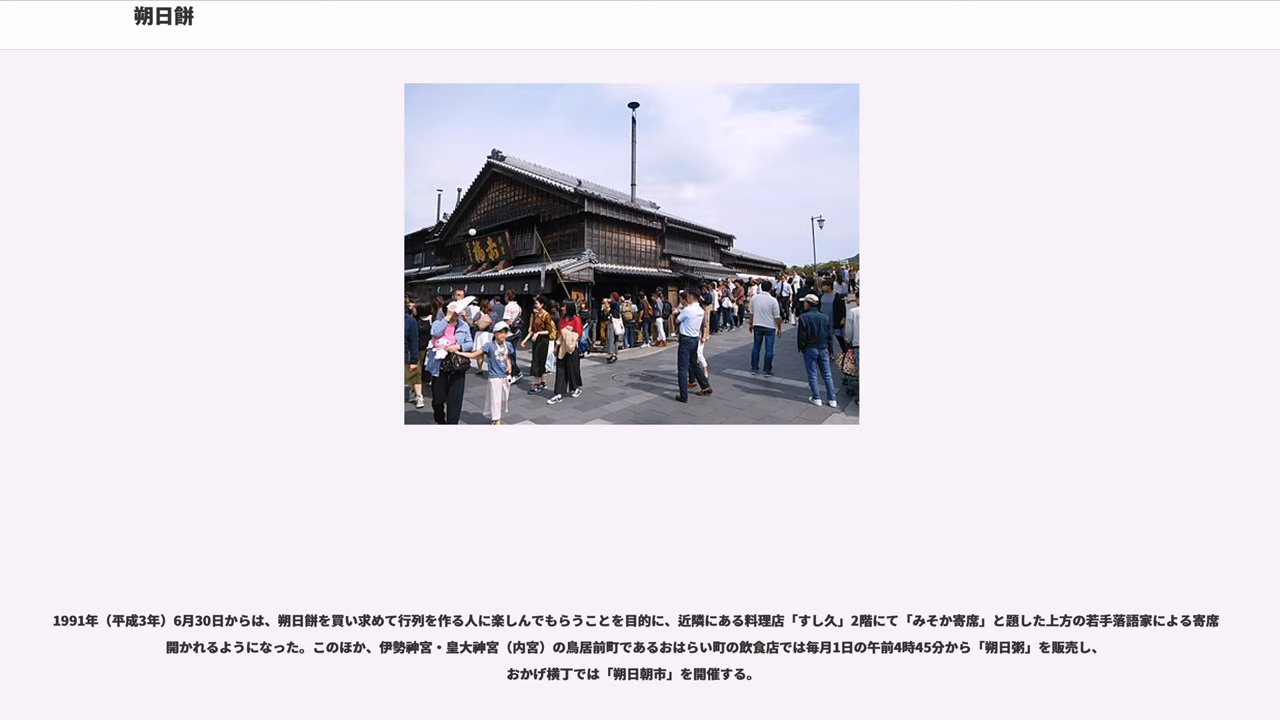 朔日餅
赤福
1991年（平成3年）6月30日からは、朔日餅を買い求めて行列を作る人に楽しんでもらうことを目的に、近隣にある料理店「すし久」2階にて「みそか寄席」と題した上方の若手落語家による寄席
開かれるようになった。このほか、伊勢神宮・皇大神宮（内宮）の鳥居前町であるおはらい町の飲食店では毎月1日の午前4時45分から「朔日粥」を販売し、
おかげ横丁では「朔日朝市」を開催する。